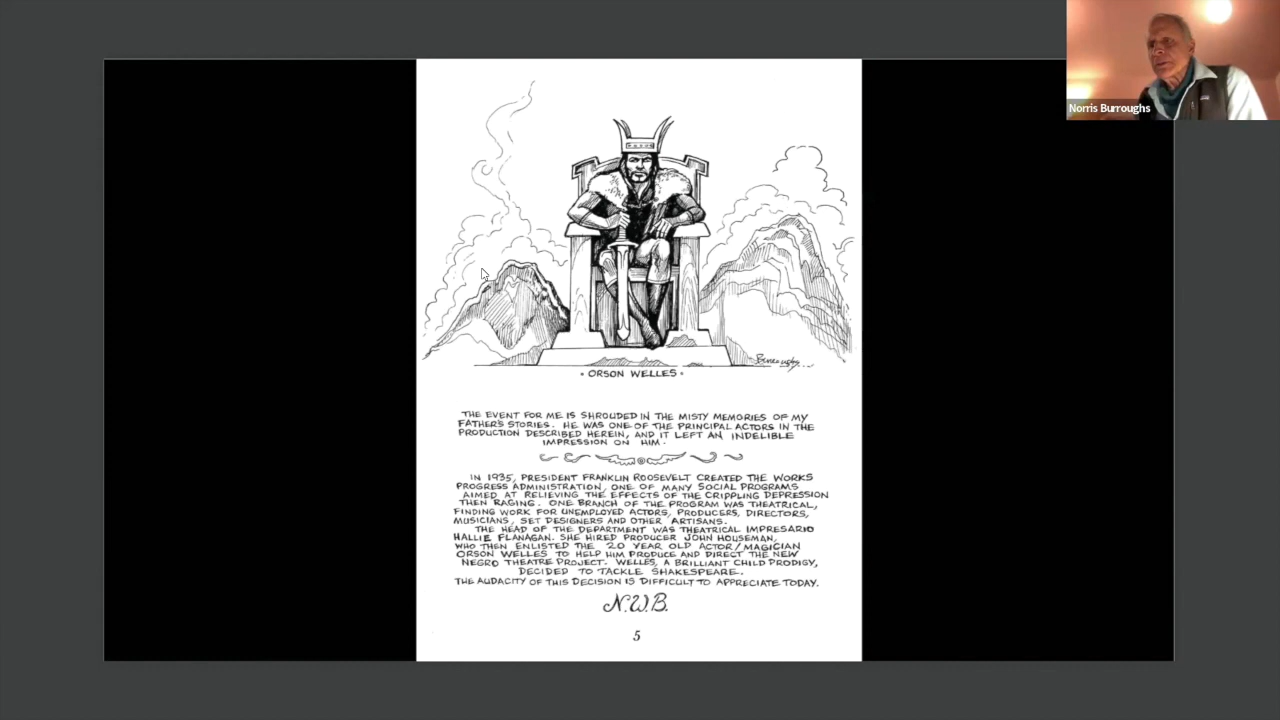 Norris Burroughs
Burroughs
• ORSON WELLES •
THE EVENT FOR ME IS SHROUDED IN THE MISTY MEMORIES OF MY
FATHER'S STORIES. HE WAS ONE OF THE PRINCIPAL ACTORS IN THE
PRODUCTION DESCRIBED HEREIN, AND IT LEFT AN INDELIBLE
IMPRESSION ON HIM.
IN 1935, PRESIDENT FRANKLIN ROOSEVELT CREATED THE WORKS
PROGRESS ADMINISTRATION, ONE OF MANY SOCIAL PROGRAMS
AIMED AT RELIEVING THE EFFECTS OF THE CRIPPLING DEPRESSION
THEN RAGING. ONE BRANCH OF THE PROGRAM WAS THEATRICAL,
FINDING WORK FOR UNEMPLOYED ACTORS, PRODUCERS, DIRECTORS,
MUSICIANS, SET DESIGNERS AND OTHER ARTISANS.
THE HEAD OF THE DEPARTMENT WAS THEATRICAL IMPRESARIO
HALLIE FLANAGAN. SHE HIRED PRODUCER JOHN HOUSEMAN,
WHO THEN ENLISTED THE 20 YEAR OLD ACTOR/MAGICIAN
ORSON WELLES TO HELP HIM PRODUCE AND DIRECT THE NEW
NEGRO THEATRE PROJECT. WELLES, A BRILLIANT CHILD PRODIGY,
DECIDED TO TACKLE SHAKESPEARE.
THE AUDACITY OF THIS DECISION IS DIFFICULT TO APPRECIATE TODAY.
N.W.B.
5